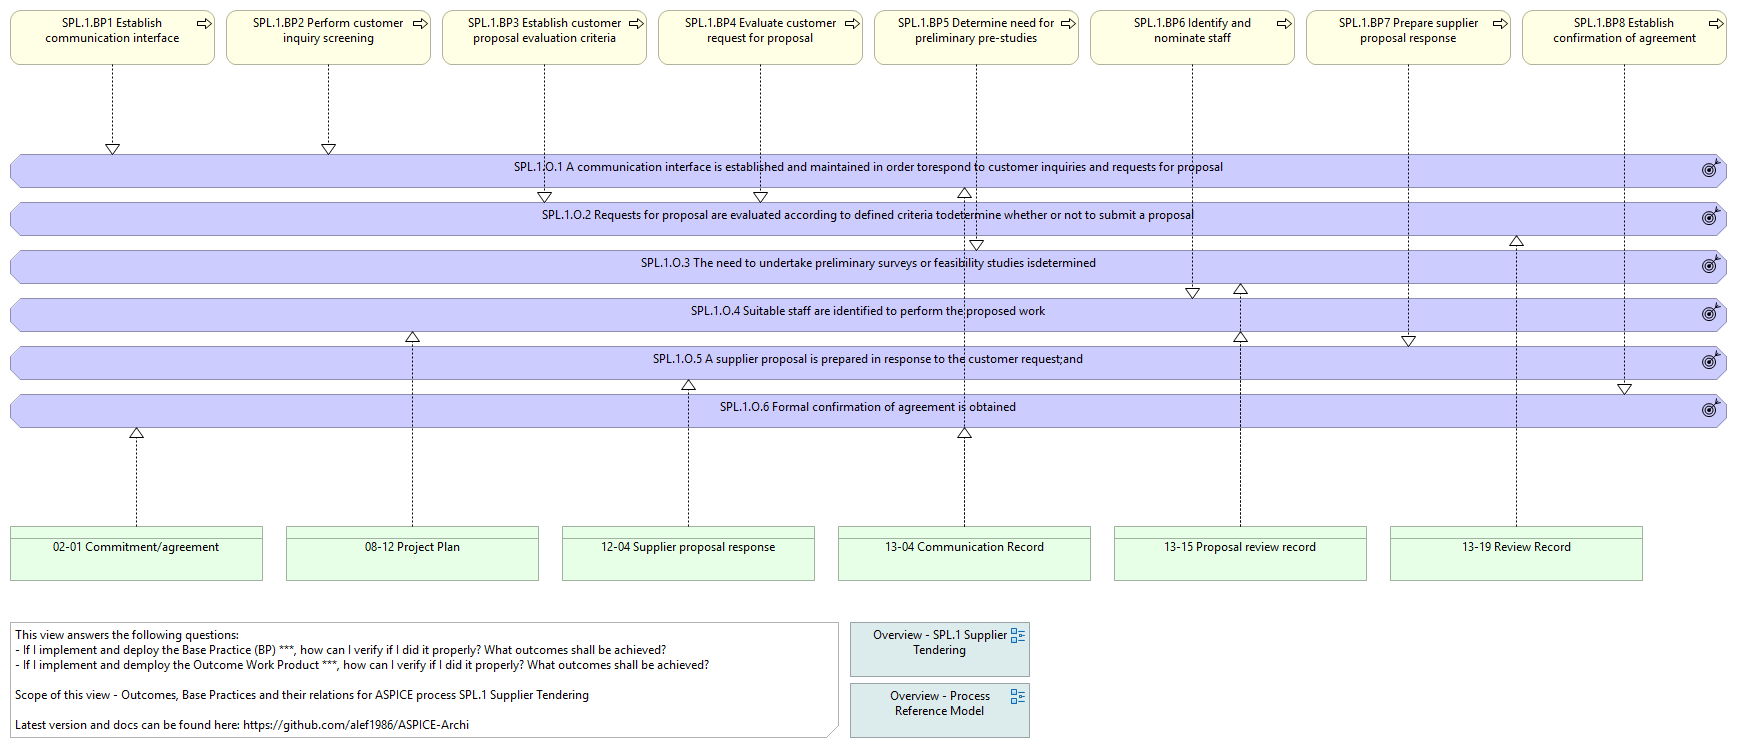 SPL.1.BP1 Establish
communication interface
SPL.1.BP2 Perform customer
inquiry screening
SPL.1.BP3 Establish customer
proposal evaluation criteria
SPL.1.BP4 Evaluate customer
request for proposal
SPL.1.BP5 Determine need for
preliminary pre-studies
SPL.1.BP6 Identify and
nominate staff
SPL.1.BP7 Prepare supplier
proposal response
SPL.1.BP8 Establish
confirmation of agreement
SPL.1.O.1 A communication interface is established and maintained in order torespond to customer inquiries and requests for proposal
SPL.1.O.2 Requests for proposal are evaluated according to defined criteria todetermine whether or not to submit a proposal
SPL.1.O.3 The need to undertake preliminary surveys or feasibility studies isdetermined
SPL.1.O.4 Suitable staff are identified to perform the proposed work
SPL.1.O.5 A supplier proposal is prepared in response to the customer request;and
SPL.1.O.6 Formal confirmation of agreement is obtained
02-01 Commitment/agreement
08-12 Project Plan
12-04 Supplier proposal response
13-04 Communication Record
13-15 Proposal review record
13-19 Review Record
This view answers the following questions:
- If I implement and deploy the Base Practice (BP) ***, how can I verify if I did it properly? What outcomes shall be achieved?
- If I implement and demploy the Outcome Work Product ***, how can I verify if I did it properly? What outcomes shall be achieved?
Scope of this view - Outcomes, Base Practices and their relations for ASPICE process SPL.1 Supplier Tendering
Latest version and docs can be found here: https://github.com/alef1986/ASPICE-Archi
Overview - SPL.1 Supplier
Tendering
Overview - Process
Reference Model